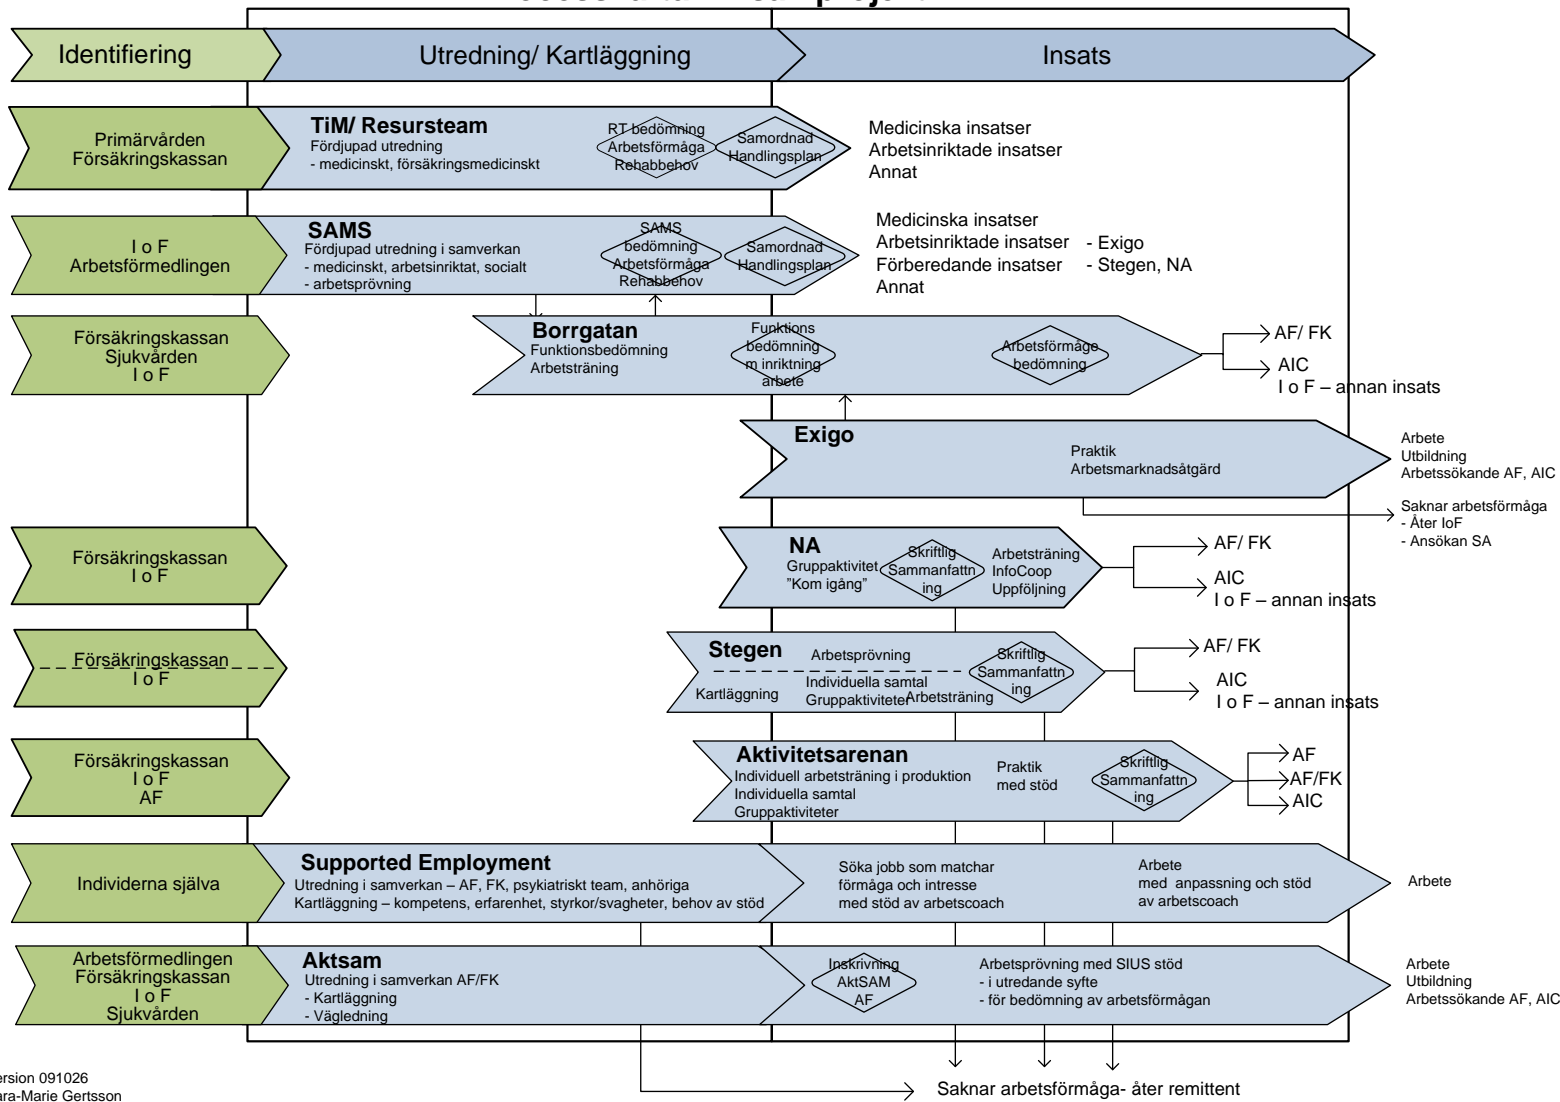 Identifiering
Utredning/ Kartläggning
Insats
Primärvården
Försäkringskassan
TiM/ Resursteam
Fördjupad utredning
- medicinskt, försäkringsmedicinskt
RT bedömning
Arbetsförmåga
Rehabbehov
Samordnad
Handlingsplan
Medicinska insatser
Arbetsinriktade insatser
Annat
I o F
Arbetsförmedlingen
SAMS
Fördjupad utredning i samverkan
- medicinskt, arbetsinriktat, socialt
- arbetsprövning
SAMS
bedömning
Arbetsförmåga
Rehabbehov
Samordnad
Handlingsplan
Medicinska insatser
Arbetsinriktade insatser - Exigo
Förberedande insatser - Stegen, NA
Annat
Försäkringskassan
Sjukvården
I o F
Borrgatan
Funktionsbedömning
Arbetsträning
Funktions
bedömning
m inriktning
arbete
Arbetsförmåge
bedömning
AF/ FK
AIC
I o F – annan insats
Exigo
Praktik
Arbetsmarknadsåtgärd
Arbete
Utbildning
Arbetssökande AF, AIC
Saknar arbetsförmåga
- Åter IoF
- Ansökan SA
Försäkringskassan
I o F
NA
Gruppaktivitet
”Kom igång”
Skriftlig
Sammanfattn
ing
Arbetsträning
InfoCoop
Uppföljning
AF/ FK
AIC
I o F – annan insats
Försäkringskassan
I o F
Stegen
Arbetsprövning
Kartläggning
Individuella samtal
Gruppaktiviteter
Arbetsträning
Skriftlig
Sammanfattn
ing
AF/ FK
AIC
I o F – annan insats
Försäkringskassan
I o F
AF
Aktivitetsarenan
Individuell arbetsträning i produktion
Individuella samtal
Gruppaktiviteter
Praktik
med stöd
Skriftlig
Sammanfattn
ing
AF
AF/FK
AIC
Individerna själva
Supported Employment
Utredning i samverkan – AF, FK, psykiatriskt team, anhöriga
Kartläggning – kompetens, erfarenhet, styrkor/svagheter, behov av stöd
Söka jobb som matchar
förmåga och intresse
med stöd av arbetscoach
Arbete
med anpassning och stöd
av arbetscoach
Arbete
Arbetsförmedlingen
Försäkringskassan
I o F
Sjukvården
Aktsam
Utredning i samverkan AF/FK
- Kartläggning
- Vägledning
Inskrivning
AktSAM
AF
Arbetsprövning med SIUS stöd
- i utredande syfte
- för bedömning av arbetsförmågan
Arbete
Utbildning
Arbetssökande AF, AIC
ersion 091026
ara-Marie Gertsson
Saknar arbetsförmåga- åter remittent